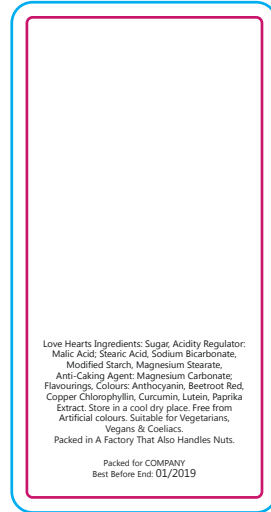 Love Hearts Ingredients: Sugar, Acidity Regulator:
Malic Acid; Stearic Acid, Sodium Bicarbonate,
Modified Starch, Magnesium Stearate,
Anti-Caking Agent: Magnesium Carbonate;
Flavourings, Colours: Anthocyanin, Beetroot Red,
Copper Chlorophyllin, Curcumin, Lutein, Paprika
Extract. Store in a cool dry place. Free from
Artificial colours. Suitable for Vegetarians,
Vegans & Coeliacs.
Packed in A Factory That Also Handles Nuts.
Packed for COMPANY
Best Before End: 01/2019